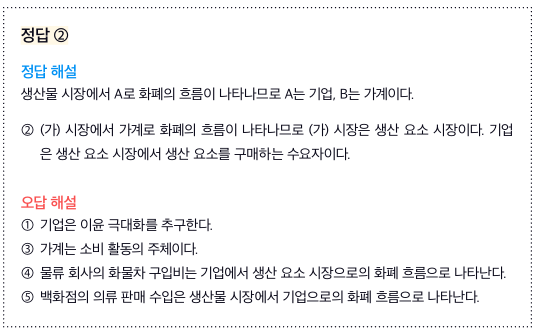 정답 ②
정답 해설
생산물 시장에서 A로 화폐의 흐름이 나타나므로 A는 기업, B는 가계이다.
② (가) 시장에서 가계로 화폐의 흐름이 나타나므로 (가) 시장은 생산 요소 시장이다. 기업
은 생산 요소 시장에서 생산 요소를 구매하는 수요자이다.
오답 해설
① 기업은 이윤 극대화를 추구한다.
③ 가계는 소비 활동의 주체이다.
④ 물류 회사의 화물차 구입비는 기업에서 생산 요소 시장으로의 화폐 흐름으로 나타난다.
⑤ 백화점의 의류 판매 수입은 생산물 시장에서 기업으로의 화폐 흐름으로 나타난다.